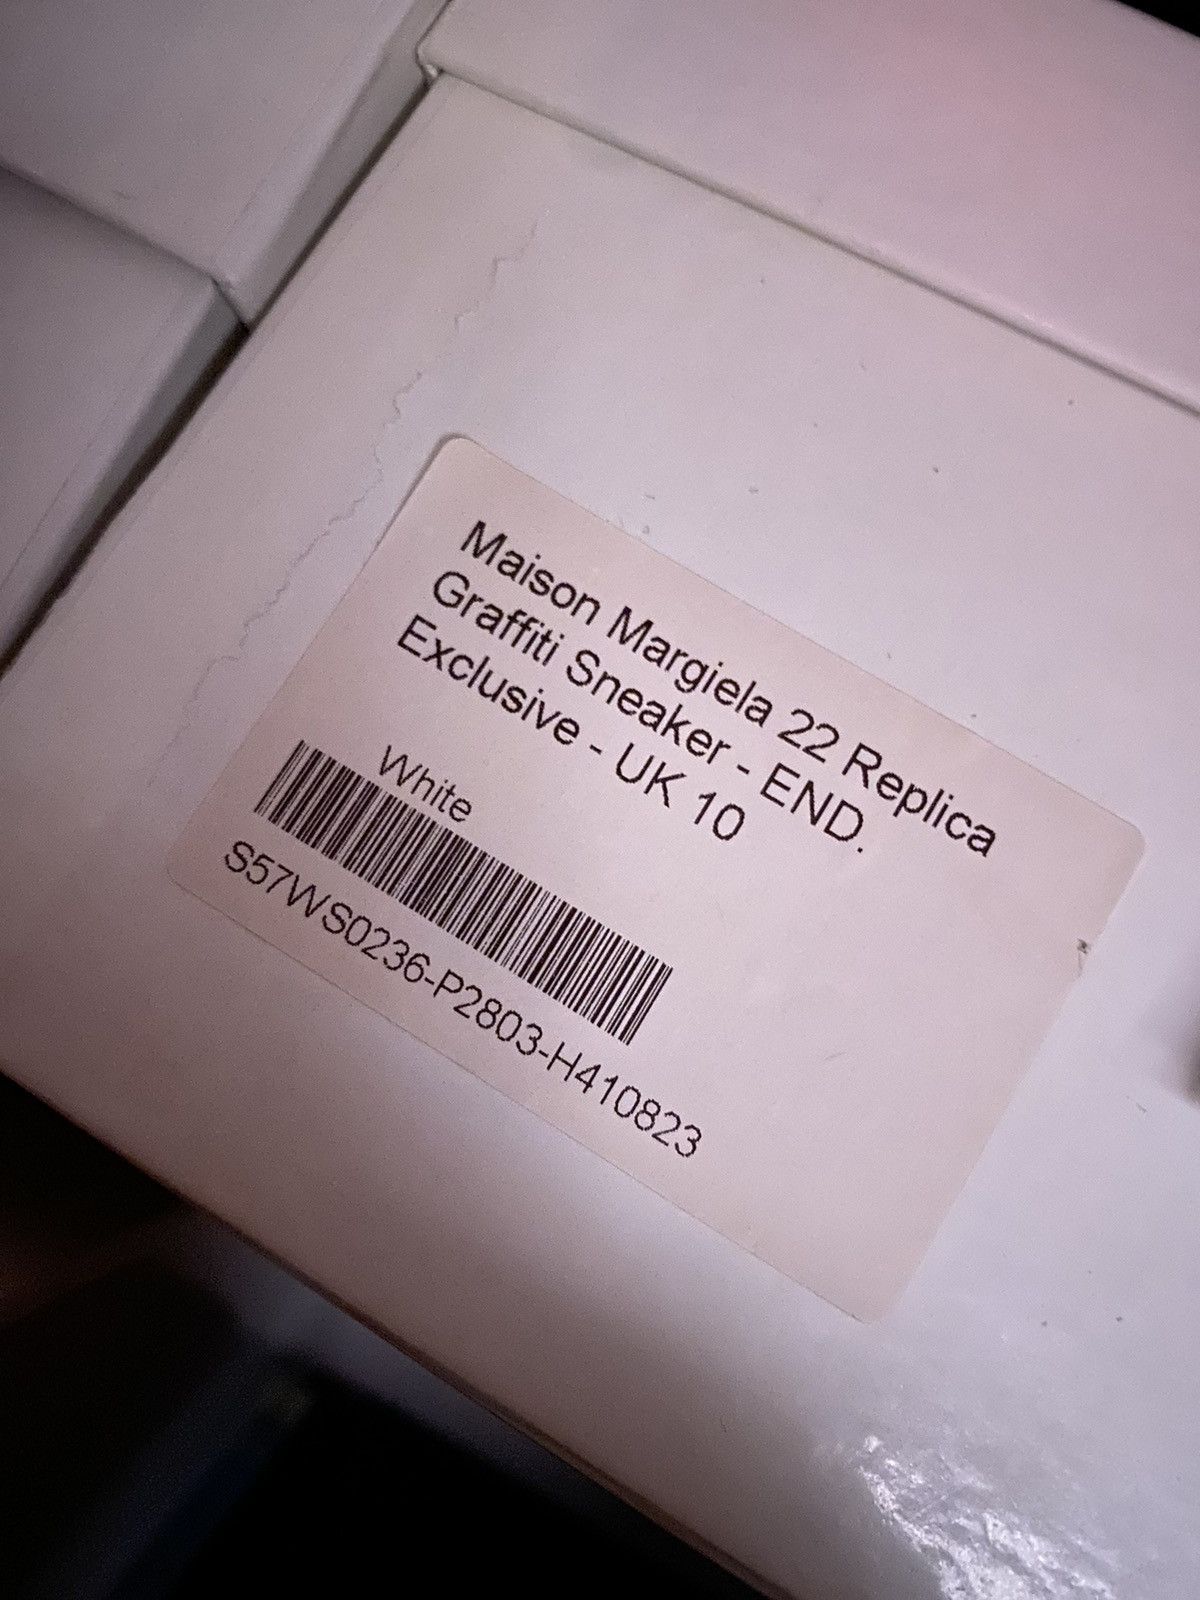 Maison Margiela 22 Replica
Graffiti Sneaker - END.
Exclusive - UK 10
White
S57WS0236-P2803-H410823